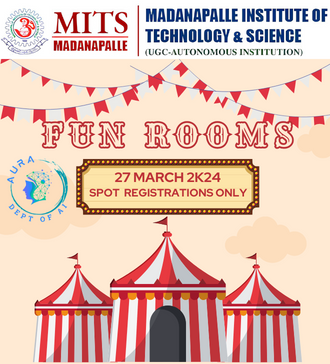 MITS
MADANAPALLE
MADANAPALLE INSTITUTE OF
TECHNOLOGY & SCIENCE
(UGC-AUTONOMOUS INSTITUTION)
FUN ROOMS
AURA
DEPT OF AI
27 MARCH 2K24
SPOT REGISTRATIONS ONLY